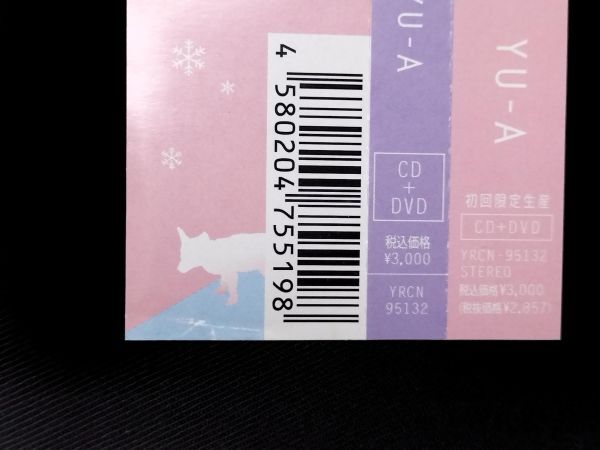 4 580204 755198
YU-A
CD
+
DVD
税込価格
¥3,000
YRCN
95132
YU-A
初回限定生産
CD+DVD
YRCN-95132
STEREO
税込価格¥3,000
(税抜価格¥2,857)